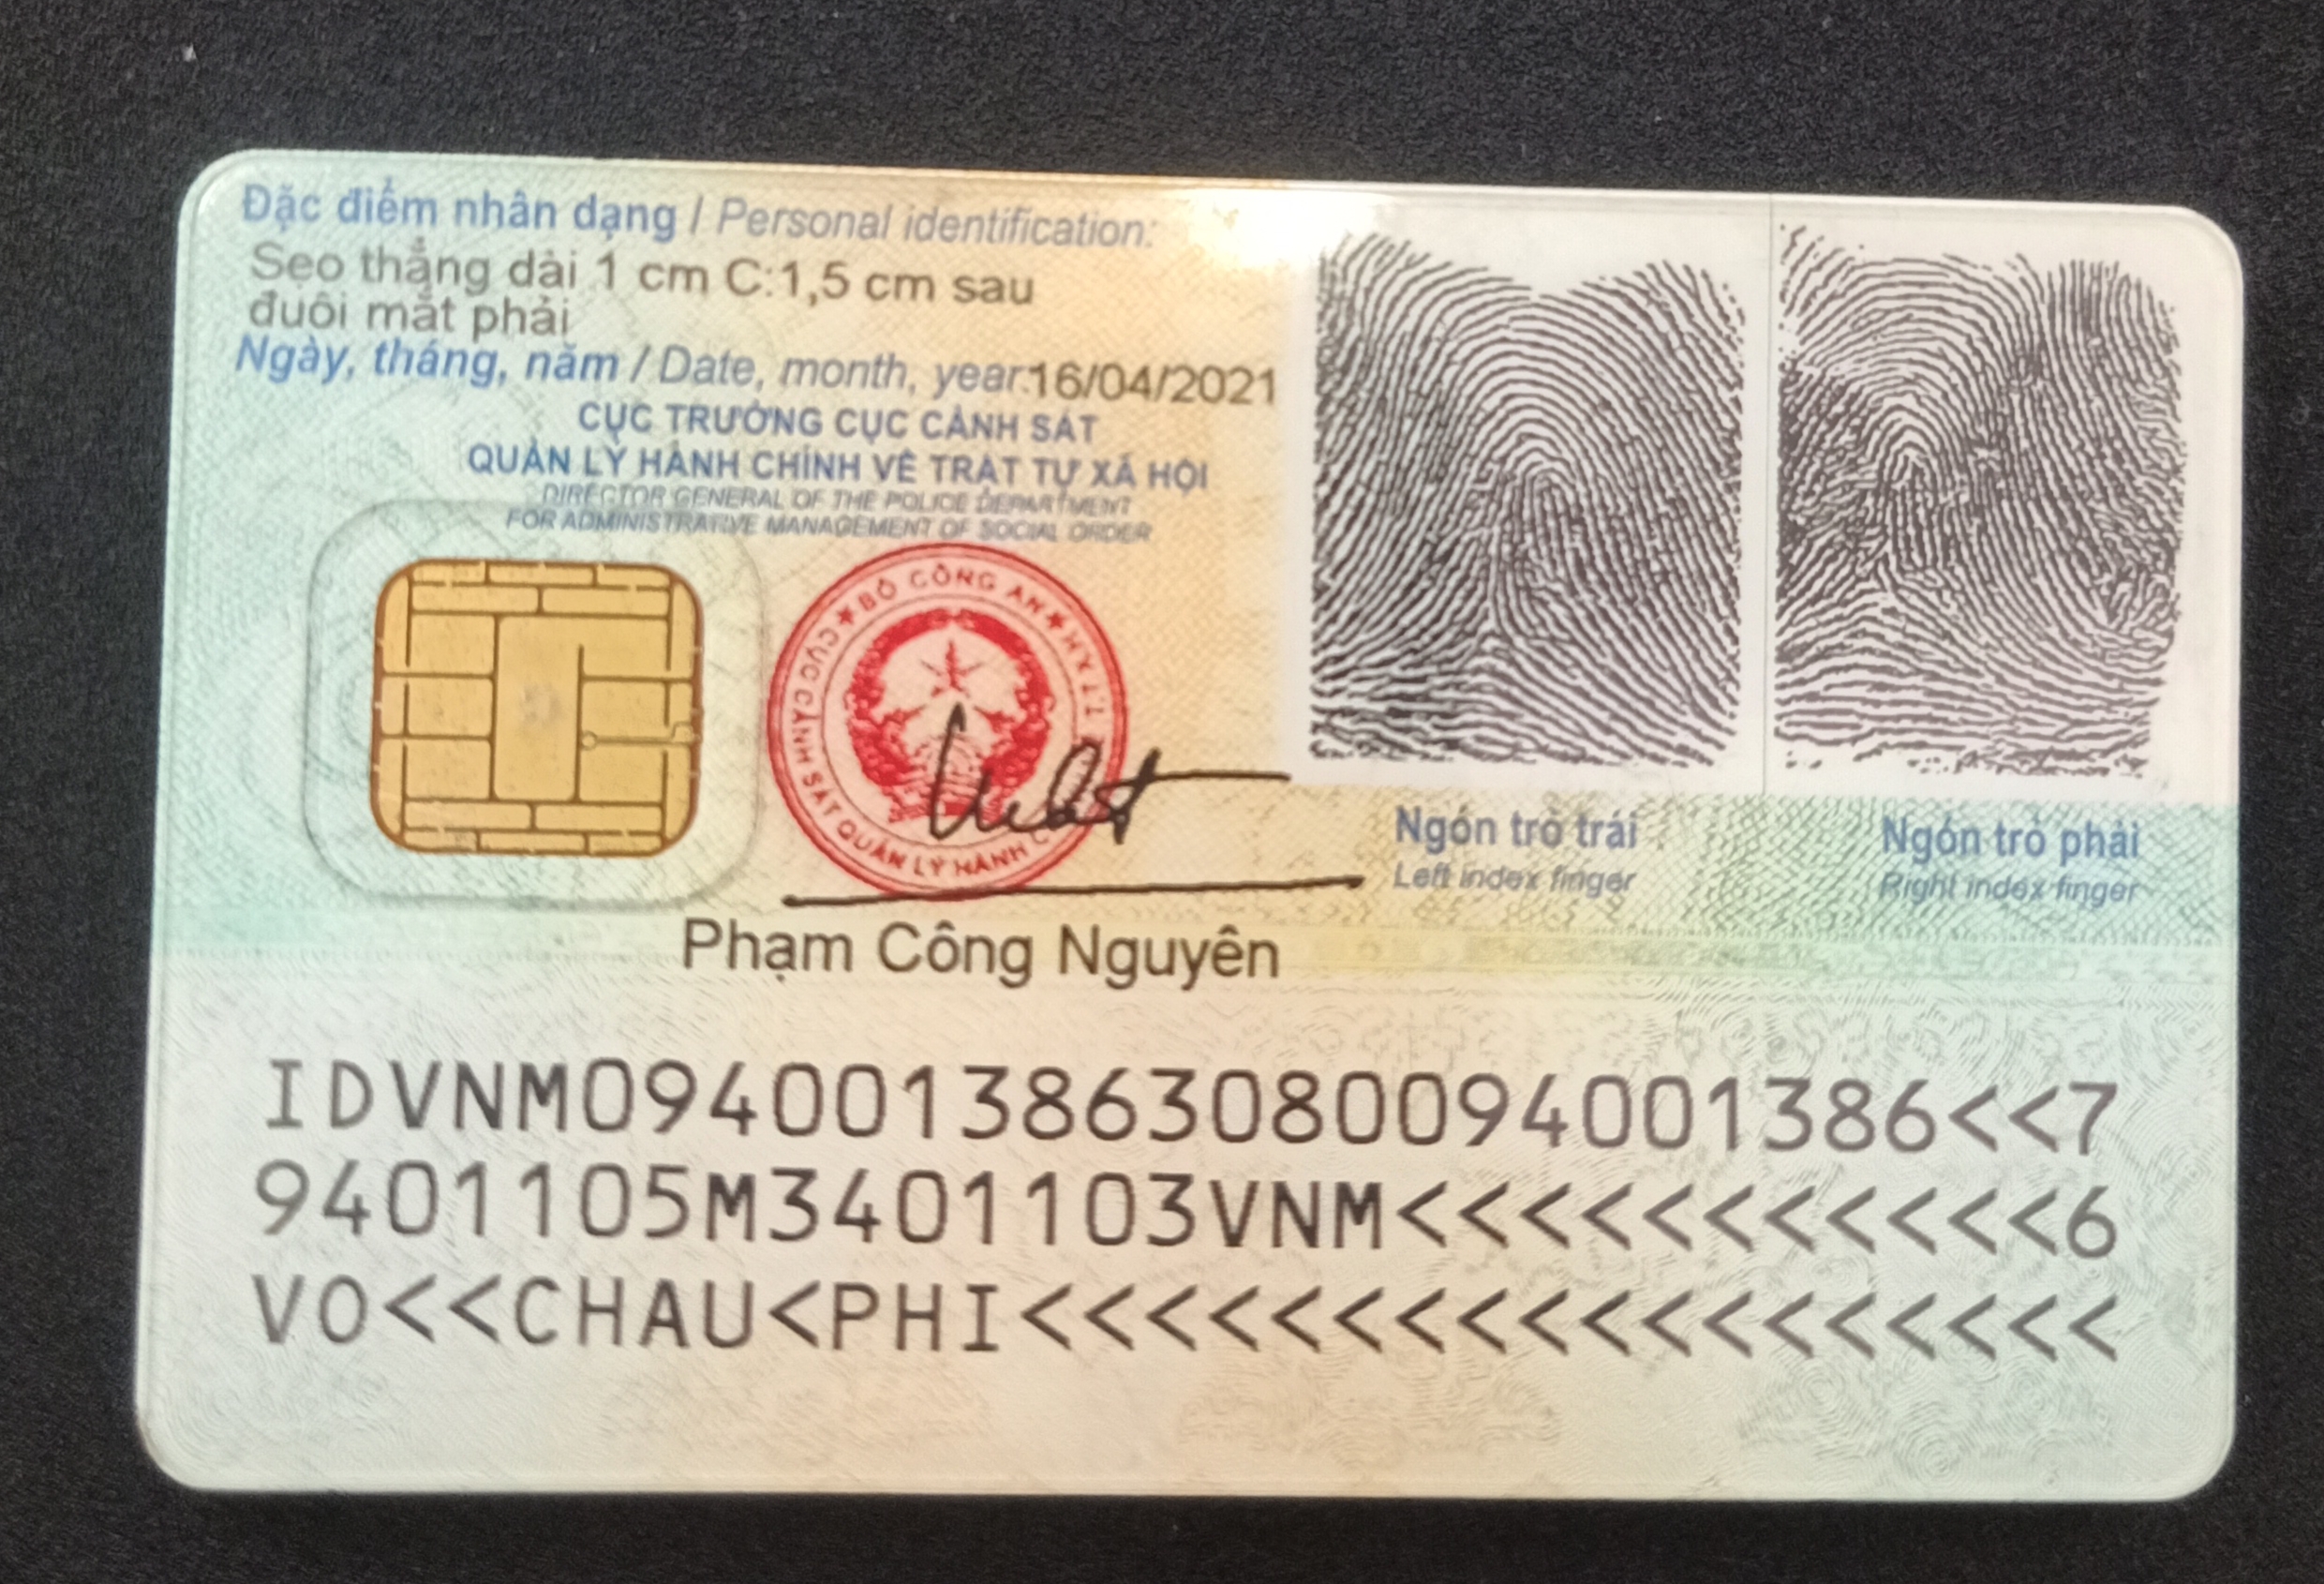 Đặc điểm nhân dạng / Personal identification:
Sẹo thẳng dài 1 cm C:1,5 cm sau
đuôi mắt phải
Ngày, tháng, năm / Date, month, year:16/04/2021
CỤC TRƯỞNG CỤC CẢNH SÁT
QUẢN LÝ HÀNH CHÍNH VỀ TRẬT TỰ XÃ HỘI
DIRECTOR GENERAL OF THE POLICE DEPARTMENT
FOR ADMINISTRATIVE MANAGEMENT OF SOCIAL ORDER
BỘ CÔNG AN
CỤC CẢNH SÁT QUẢN LÝ HÀNH
Ngón trỏ trái
Left index finger
Ngón trỏ phải
Right index finger
Phạm Công Nguyên
IDVNM0940013863080094001386<<7
9401105M3401103VNM<<<<<<<<<<<6
VO<<CHAU<PHI<<<<<<<<<<<<<<<<<<